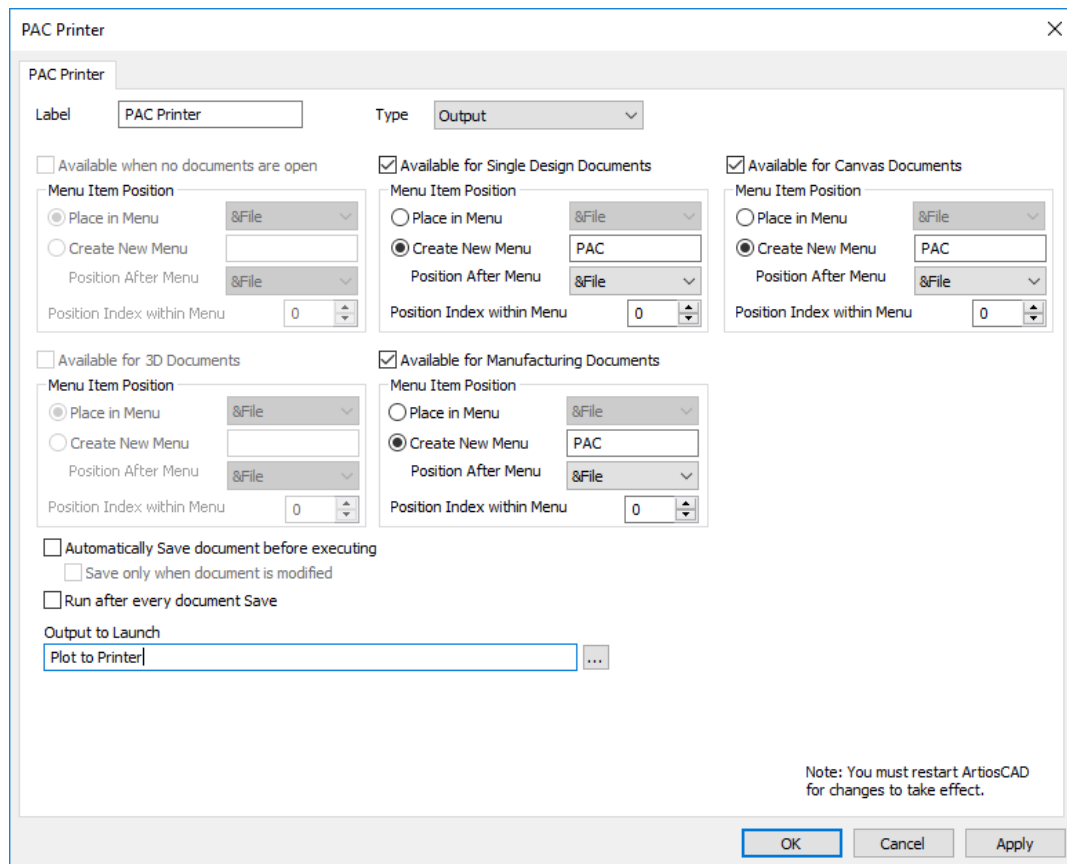 PAC Printer
PAC Printer
Label PAC Printer Type Output
Available when no documents are open
Menu Item Position
Place in Menu &File
Create New Menu
Position After Menu &File
Position Index within Menu 0
Available for Single Design Documents
Menu Item Position
Place in Menu &File
Create New Menu PAC
Position After Menu &File
Position Index within Menu 0
Available for Canvas Documents
Menu Item Position
Place in Menu &File
Create New Menu PAC
Position After Menu &File
Position Index within Menu 0
Available for 3D Documents
Menu Item Position
Place in Menu &File
Create New Menu
Position After Menu &File
Position Index within Menu 0
Available for Manufacturing Documents
Menu Item Position
Place in Menu &File
Create New Menu PAC
Position After Menu &File
Position Index within Menu 0
Automatically Save document before executing
Save only when document is modified
Run after every document Save
Output to Launch
Plot to Printer
...
Note: You must restart ArtiosCAD
for changes to take effect.
OK Cancel Apply